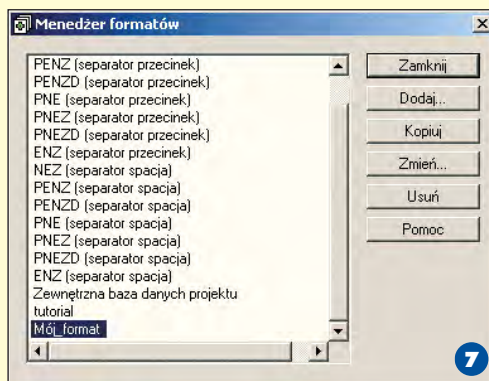 Menedżer formatów
PENZ (separator przecinek)
PENZD (separator przecinek)
PNE (separator przecinek)
PNEZ (separator przecinek)
PNEZD (separator przecinek)
ENZ (separator przecinek)
NEZ (separator spacja)
PENZ (separator spacja)
PENZD (separator spacja)
PNE (separator spacja)
PNEZ (separator spacja)
PNEZD (separator spacja)
ENZ (separator spacja)
Zewnętrzna baza danych projektu
tutorial
Mój_format
Zamknij
Dodaj...
Kopiuj
Zmień...
Usuń
Pomoc
7